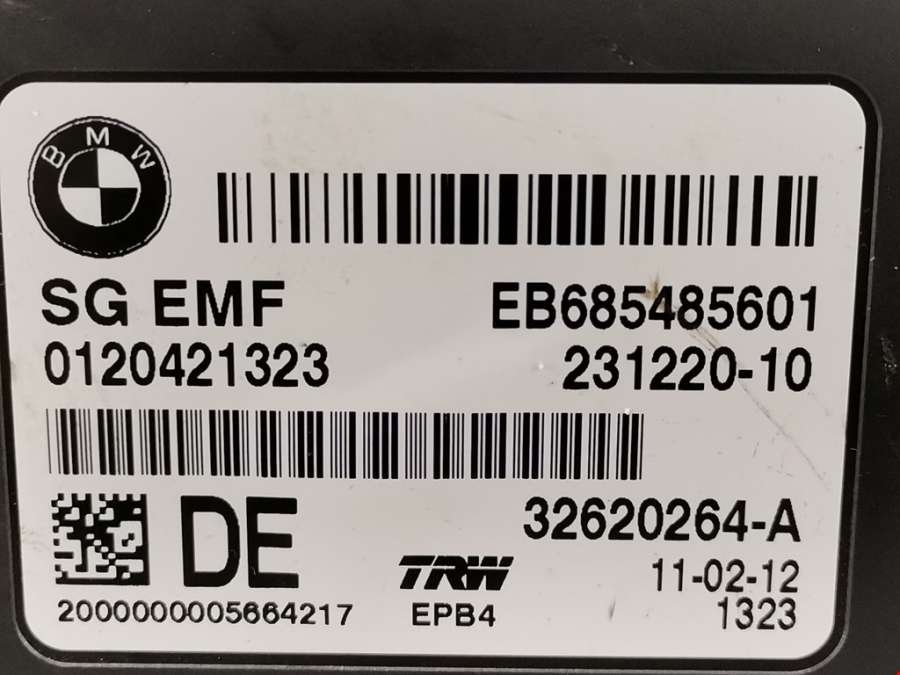 BMW
SG EMF
EB685485601
0120421323
231220-10
DE
32620264-A
TRW
11-02-12
2000000005664217
EPB4
1323